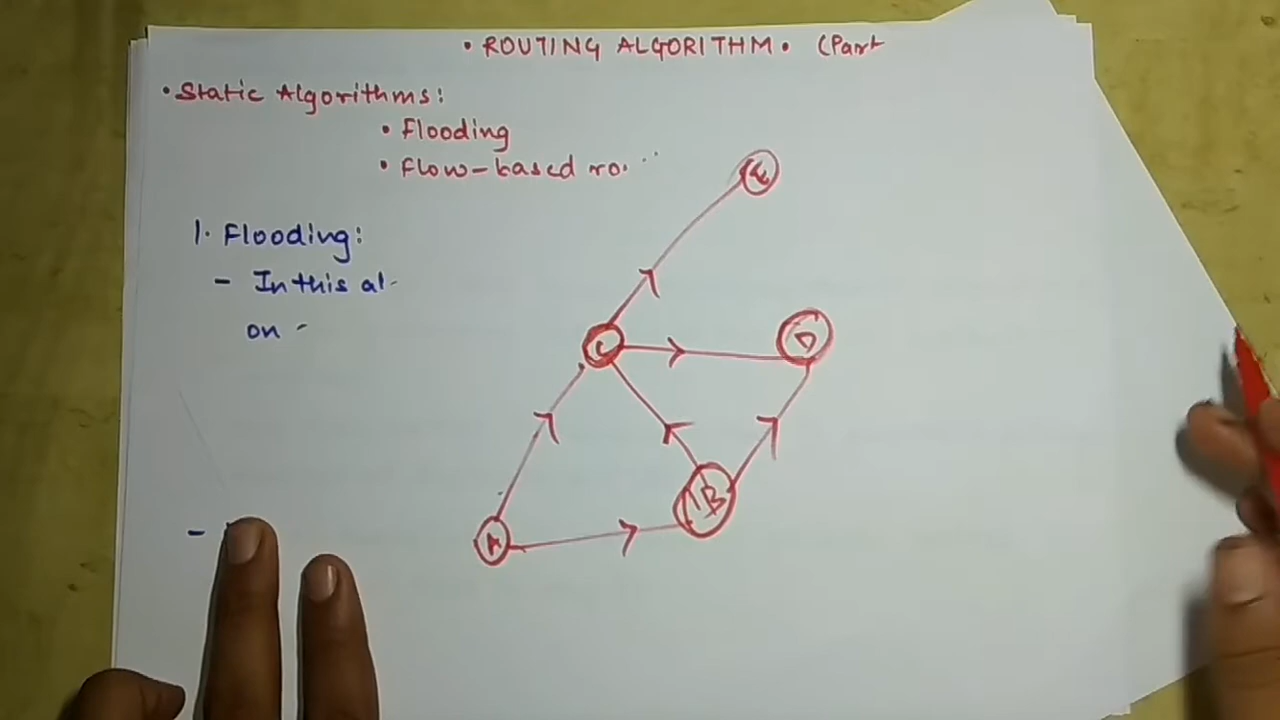 • ROUTING ALGORITHM • (Part
• Static Algorithms:
• Flooding
• Flow-based ro
1. Flooding:
- In this al
on
E
C
D
B
A
-